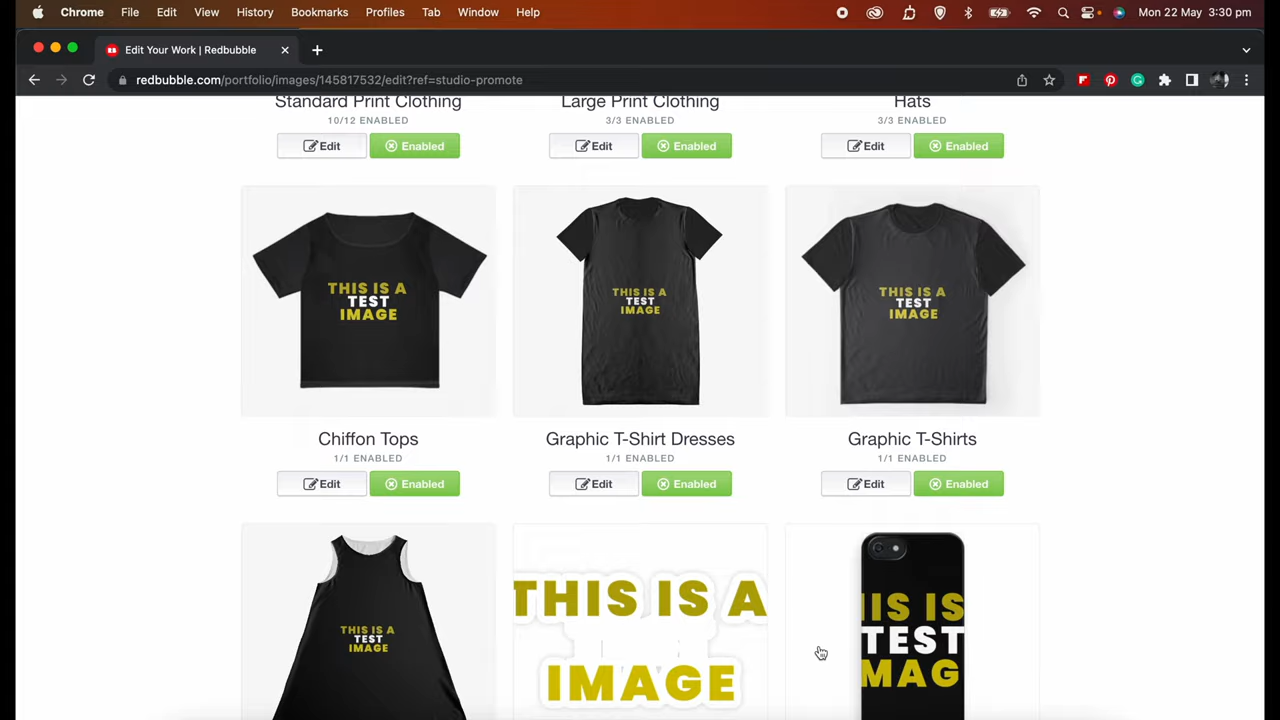 Chrome File Edit View History Bookmarks Profiles Tab Window Help Mon 22 May 3:30 pm
Edit Your Work | Redbubble
redbubble.com/portfolio/images/145817532/edit?ref=studio-promote
Standard Print Clothing Large Print Clothing Hats
10/12 ENABLED 3/3 ENABLED 3/3 ENABLED
Edit Enabled Edit Enabled Edit Enabled
THIS IS A
TEST
IMAGE
THIS IS A
TEST
IMAGE
THIS IS A
TEST
IMAGE
Chiffon Tops Graphic T-Shirt Dresses Graphic T-Shirts
1/1 ENABLED 1/1 ENABLED 1/1 ENABLED
Edit Enabled Edit Enabled Edit Enabled
THIS IS A
TEST
IMAGE
THIS IS A
TEST
IMAGE
HIS IS
TEST
MAG